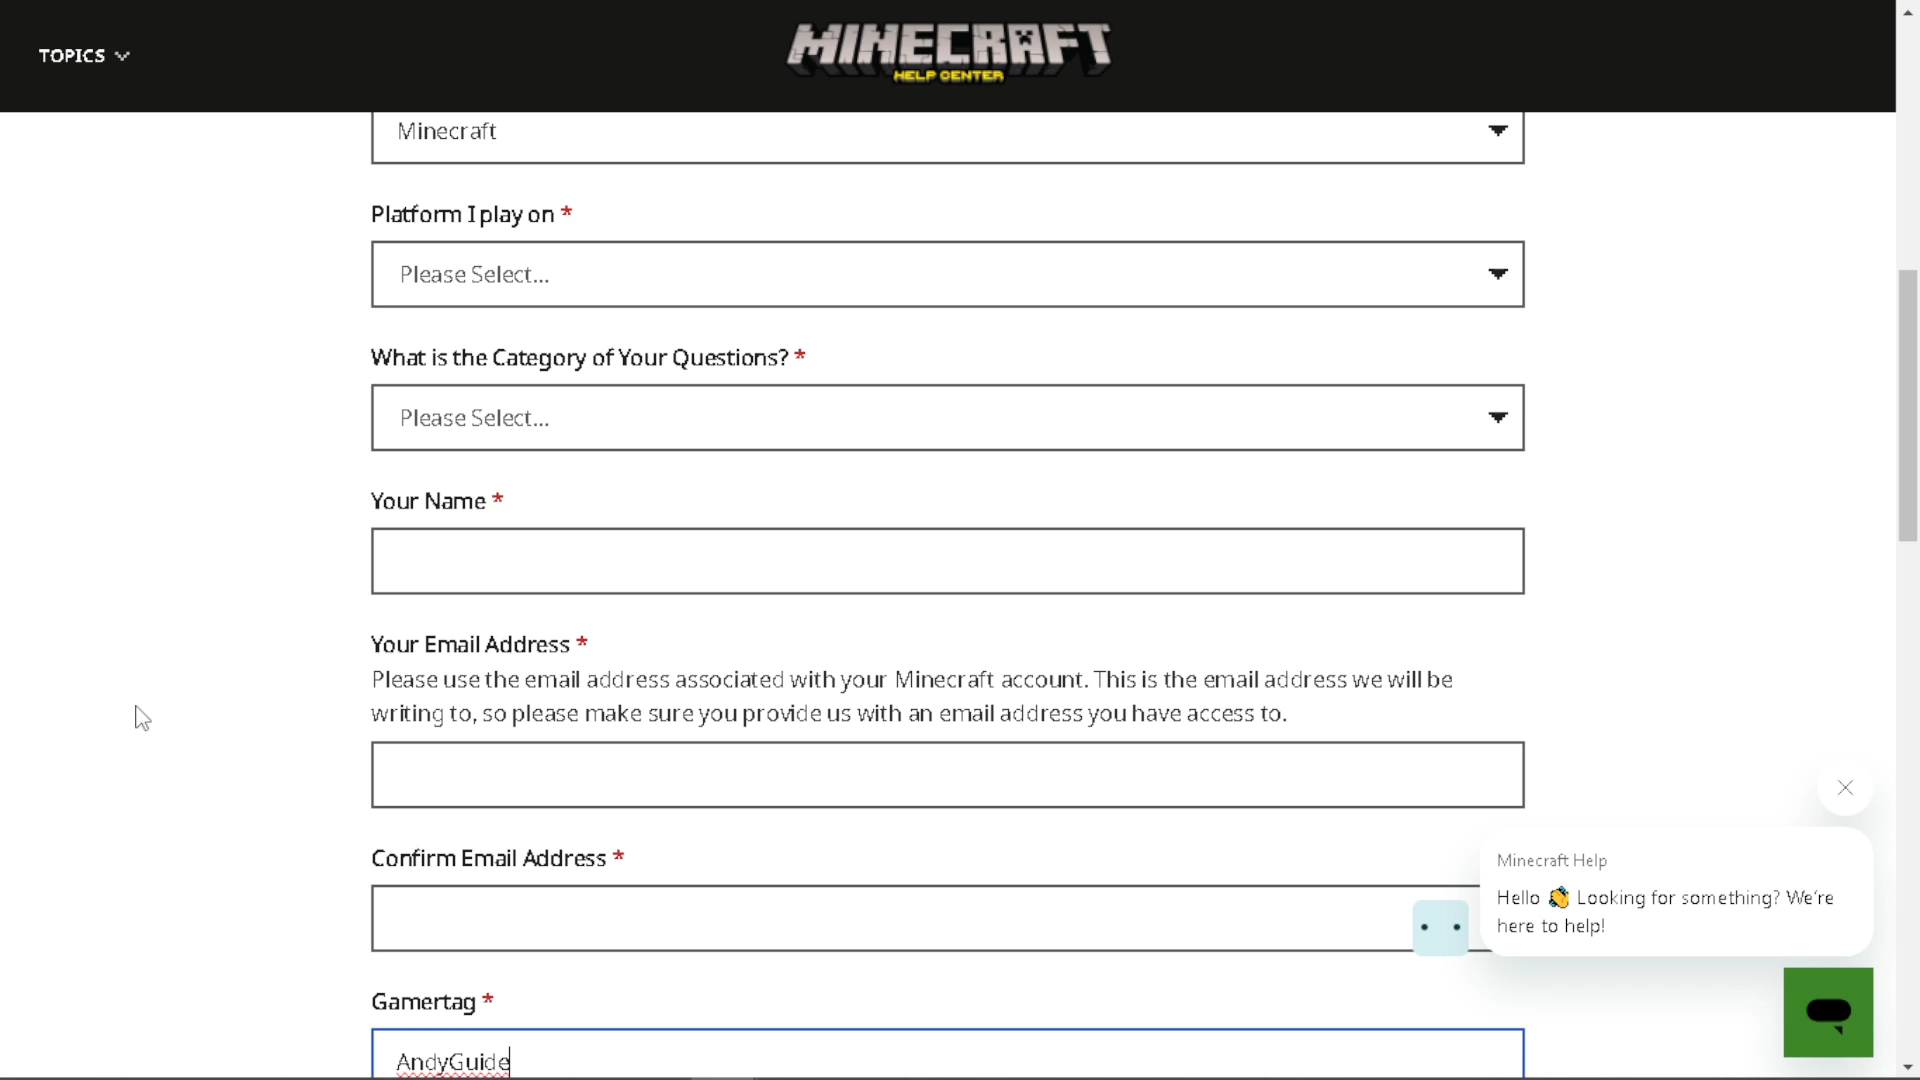 TOPICS
MINECRAFT
HELP CENTER
Minecraft
Platform I play on *
Please Select...
What is the Category of Your Questions? *
Please Select...
Your Name *
Your Email Address *
Please use the email address associated with your Minecraft account. This is the email address we will be
writing to, so please make sure you provide us with an email address you have access to.
Confirm Email Address *
Minecraft Help
Hello 👋 Looking for something? We're
here to help!
Gamertag *
AndyGuide